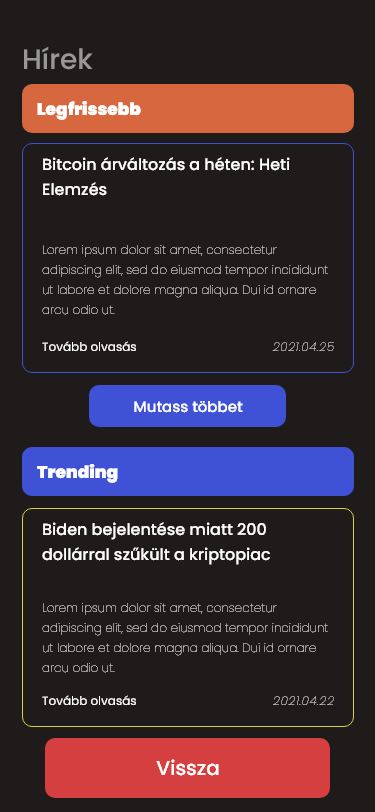 Hírek
Legfrissebb
Bitcoin árváltozás a héten: Heti
Elemzés
Lorem ipsum dolor sit amet, consectetur
adipiscing elit, sed do eiusmod tempor incididunt
ut labore et dolore magna aliqua. Dui id ornare
arcu odio ut.
Tovább olvasás 2021.04.25
Mutass többet
Trending
Biden bejelentése miatt 200
dollárral szűkült a kriptopiac
Lorem ipsum dolor sit amet, consectetur
adipiscing elit, sed do eiusmod tempor incididunt
ut labore et dolore magna aliqua. Dui id ornare
arcu odio ut.
Tovább olvasás 2021.04.22
Vissza